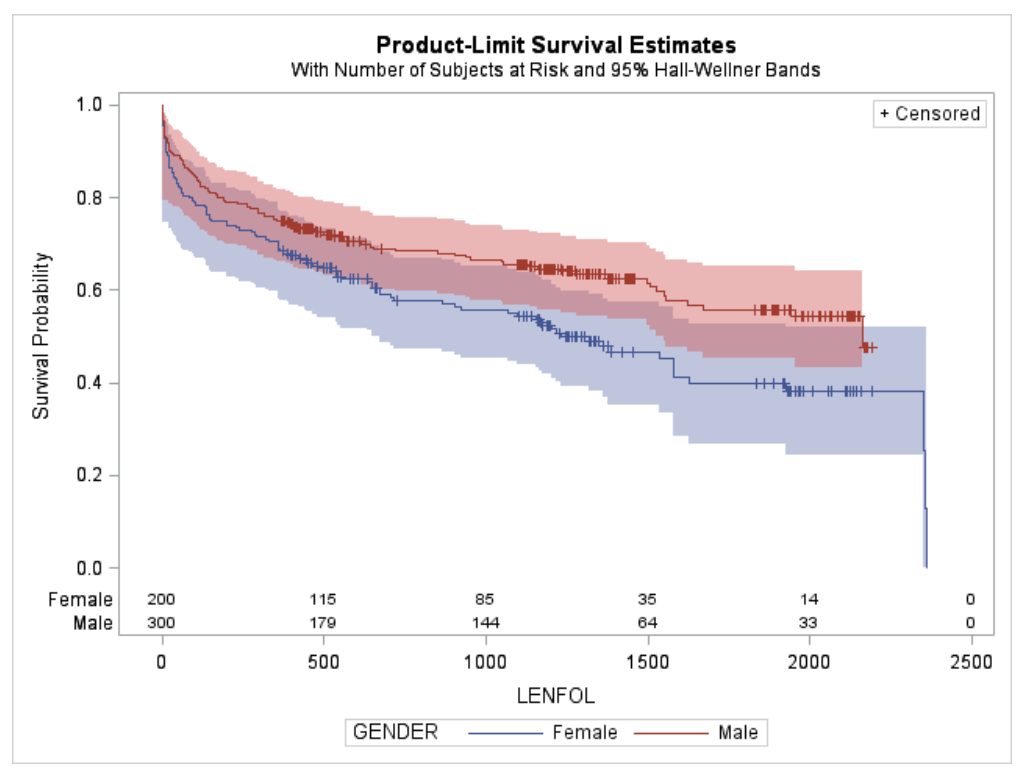 Product-Limit Survival Estimates
With Number of Subjects at Risk and 95% Hall-Wellner Bands
+ Censored
1.0
0.8
0.6
0.4
0.2
0.0
Survival Probability
Female 200 115 85 35 14 0
Male 300 179 144 64 33 0
0 500 1000 1500 2000 2500
LENFOL
GENDER Female Male